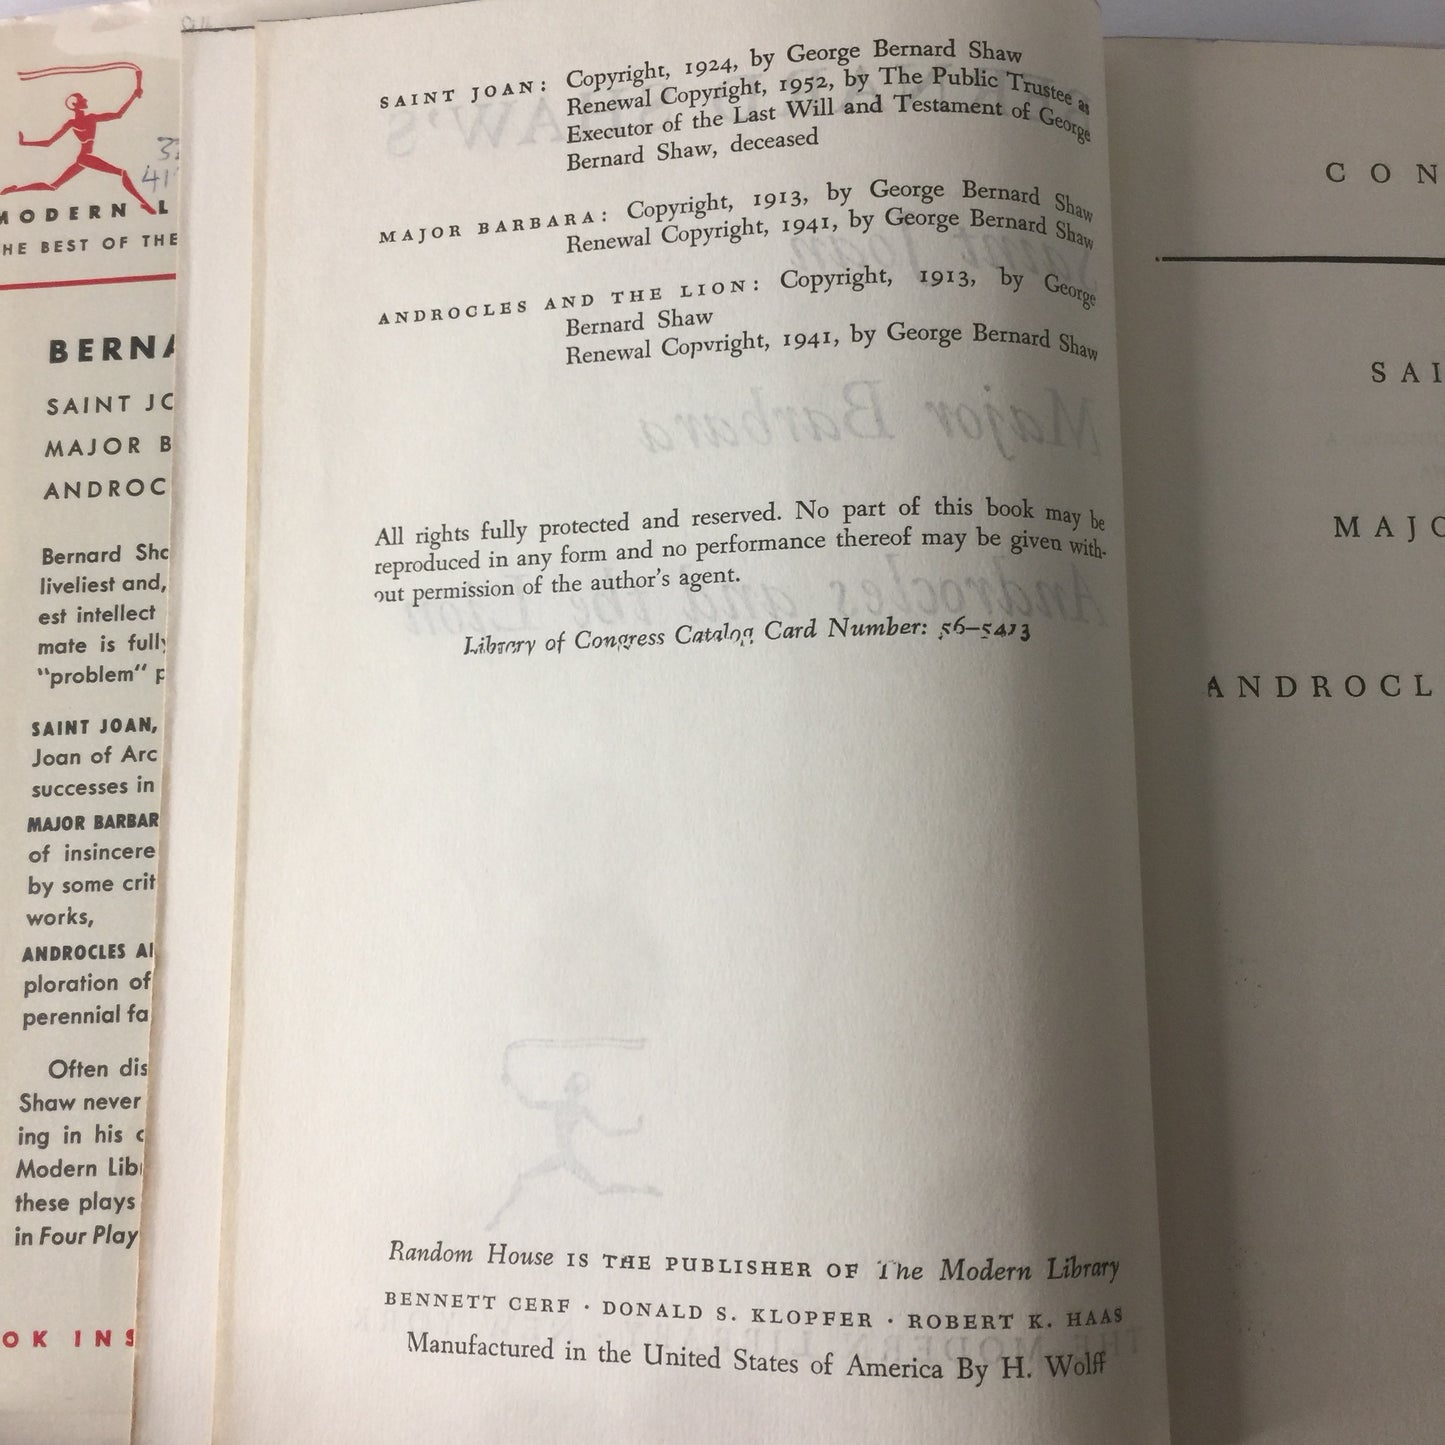 MODERN L
HE BEST OF THE
BERNA
SAINT JO
MAJOR B
ANDROC
Bernard Sha
liveliest and,
est intellect
mate is fully
"problem" p
SAINT JOAN,
Joan of Arc
successes in
MAJOR BARBAR
of insincere
by some crit
works,
ANDROCLES AN
ploration of
perennial fa
Often dis
Shaw never
ing in his c
Modern Libr
these plays
in Four Play
OK INS
SAINT JOAN: Copyright, 1924, by George Bernard Shaw
Renewal Copyright, 1952, by The Public Trustee as
Executor of the Last Will and Testament of George
Bernard Shaw, deceased
MAJOR BARBARA: Copyright, 1913, by George Bernard Shaw
Renewal Copyright, 1941, by George Bernard Shaw
ANDROCLES AND THE LION: Copyright, 1913, by George
Bernard Shaw
Renewal Copyright, 1941, by George Bernard Shaw
All rights fully protected and reserved. No part of this book may be
reproduced in any form and no performance thereof may be given with-
out permission of the author's agent.
Library of Congress Catalog Card Number: 56–5413
Random House IS THE PUBLISHER OF The Modern Library
BENNETT CERF · DONALD S. KLOPFER · ROBERT K. HAAS
Manufactured in the United States of America By H. Wolff
CON
SAI
MAJO
ANDROCL